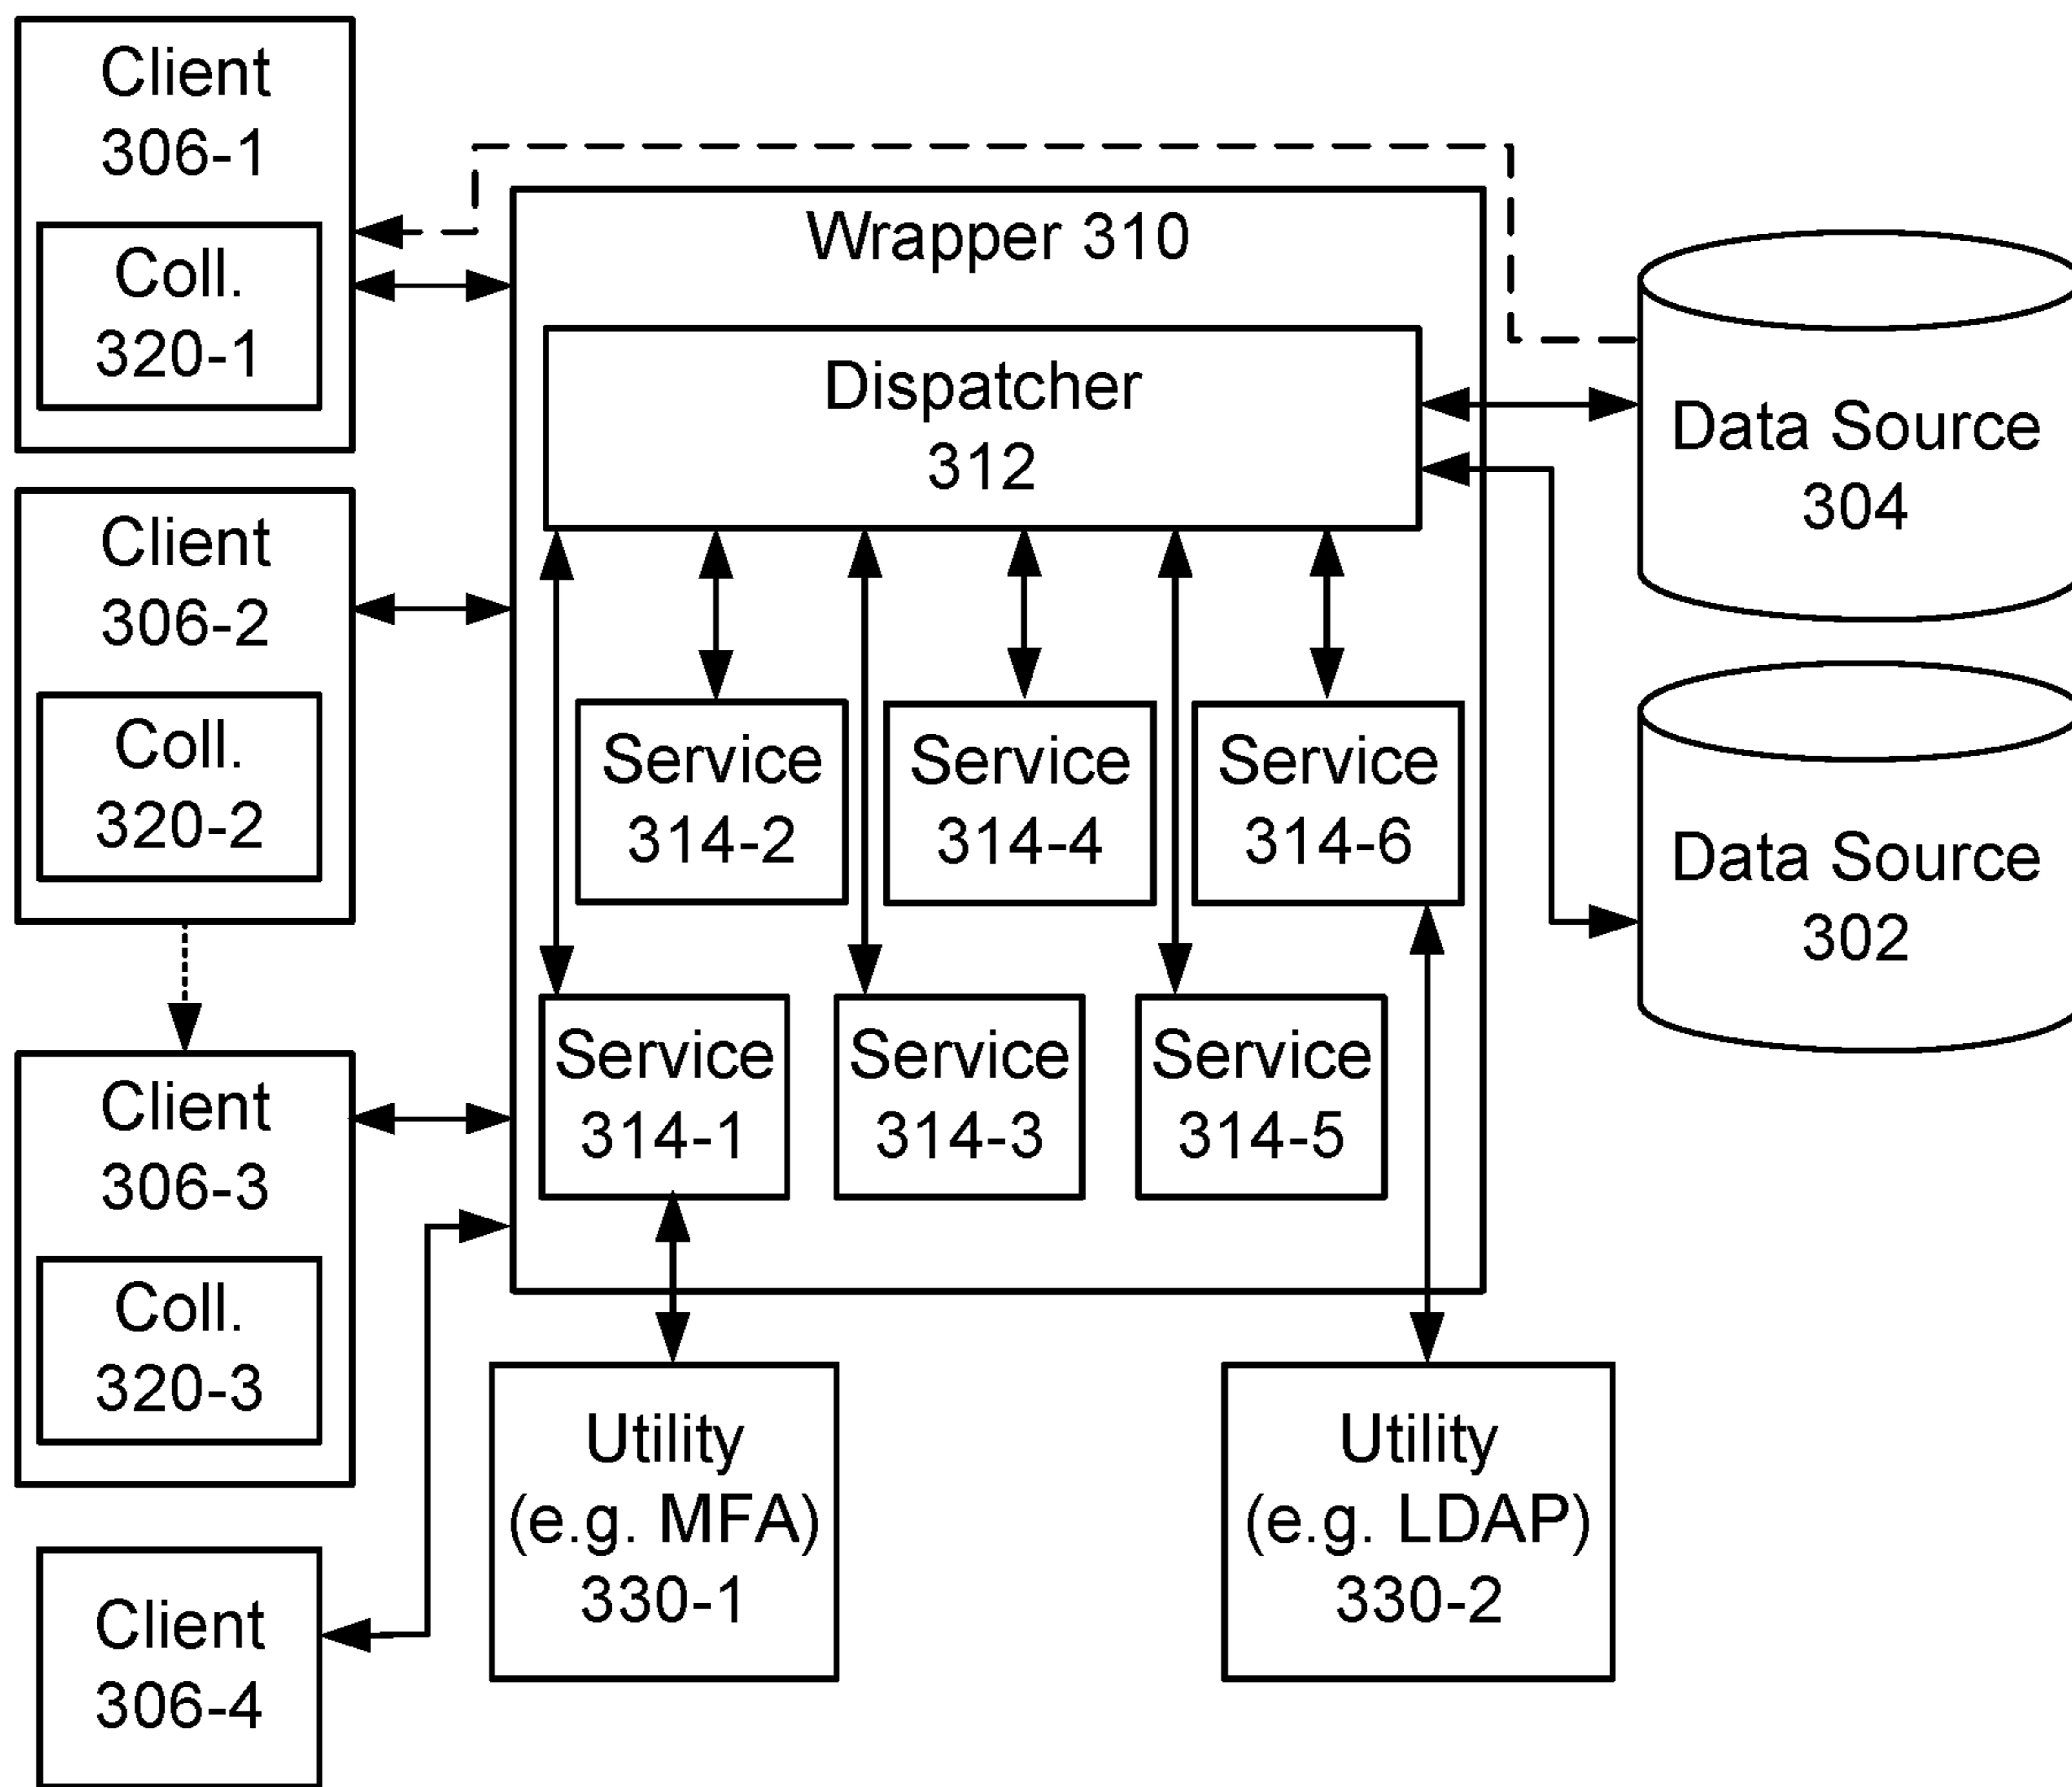 Client
306-1
Coll.
320-1
Client
306-2
Coll.
320-2
Client
306-3
Coll.
320-3
Client
306-4
Wrapper 310
Dispatcher
312
Service
314-2
Service
314-4
Service
314-6
Service
314-1
Service
314-3
Service
314-5
Utility
(e.g. MFA)
330-1
Utility
(e.g. LDAP)
330-2
Data Source
304
Data Source
302